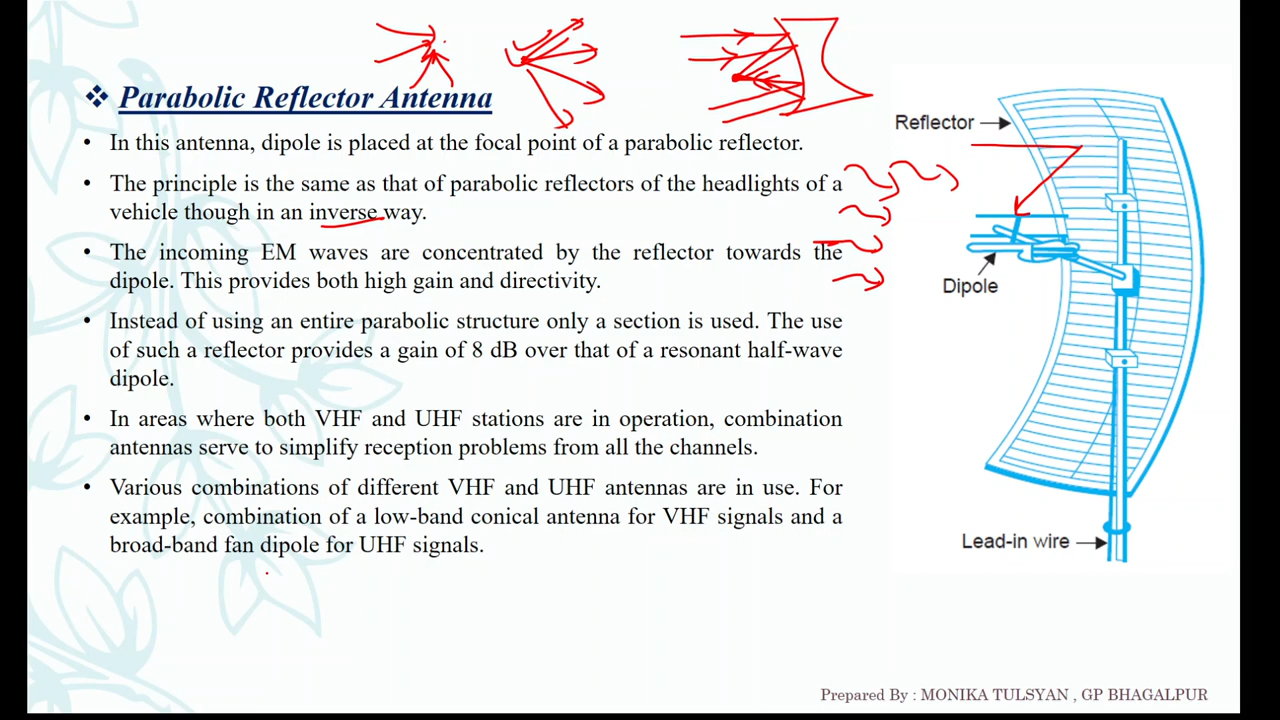 ❖ Parabolic Reflector Antenna
• In this antenna, dipole is placed at the focal point of a parabolic reflector.
• The principle is the same as that of parabolic reflectors of the headlights of a
vehicle though in an inverse way.
• The incoming EM waves are concentrated by the reflector towards the
dipole. This provides both high gain and directivity.
• Instead of using an entire parabolic structure only a section is used. The use
of such a reflector provides a gain of 8 dB over that of a resonant half-wave
dipole.
• In areas where both VHF and UHF stations are in operation, combination
antennas serve to simplify reception problems from all the channels.
• Various combinations of different VHF and UHF antennas are in use. For
example, combination of a low-band conical antenna for VHF signals and a
broad-band fan dipole for UHF signals.
Reflector
Dipole
Lead-in wire
Prepared By : MONIKA TULSYAN , GP BHAGALPUR